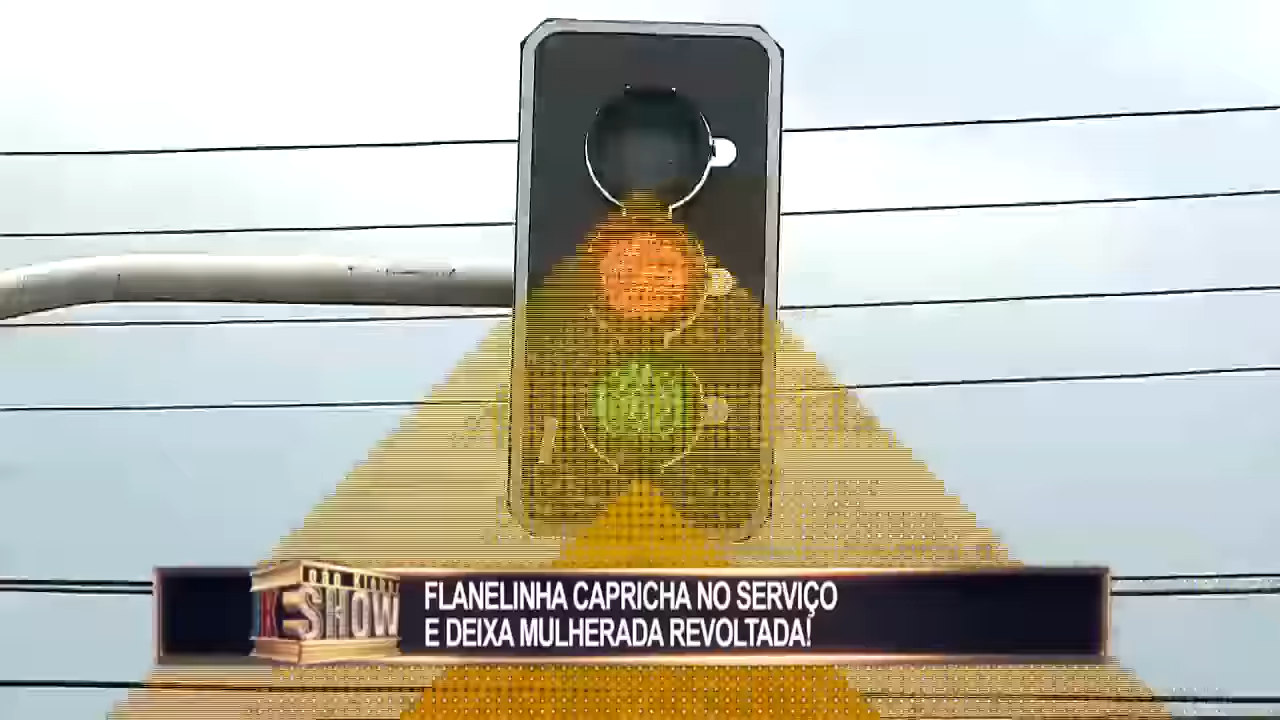 SHOW
FLANELINHA CAPRICHA NO SERVIÇO
E DEIXA MULHERADA REVOLTADA!